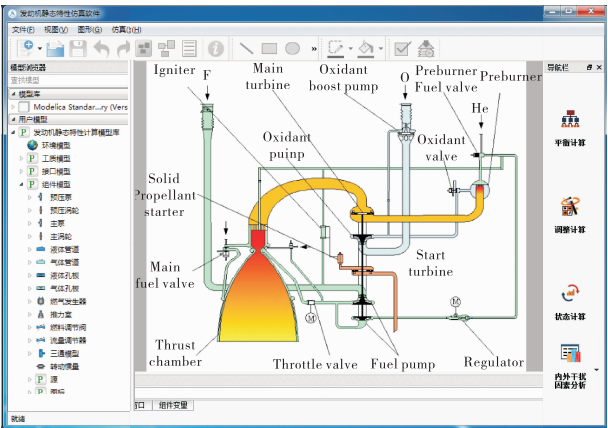 发动机静态特性仿真软件
文件(F) 视图(V) 图形(G) 仿真(H)
模型浏览器
查找模型
模型库
Modelica Standar...ry (Vers
用户模型
P 发动机静态特性计算模型库
环境模型
P 工质模型
P 接口模型
P 组件模型
预压泵
预压涡轮
主泵
主涡轮
液体管道
气体管道
液体孔板
气体孔板
燃气发生器
推力室
燃料调节阀
流量调节器
三通模型
转动惯量
P 源
P 图标
就绪
Igniter
F
Main
turbine
Oxidant
boost pump
O
Preburner
Fuel valve
Preburner
He
Oxidant
puinp
Oxidant
valve
Solid
Propellant
starter
Main
fuel valve
Start
turbine
M
M
Thrust
chamber
Throttle valve
Fuel pump
Regulator
窗口 组件变量
导航栏
平衡计算
调整计算
状态计算
内外干扰
因素分析